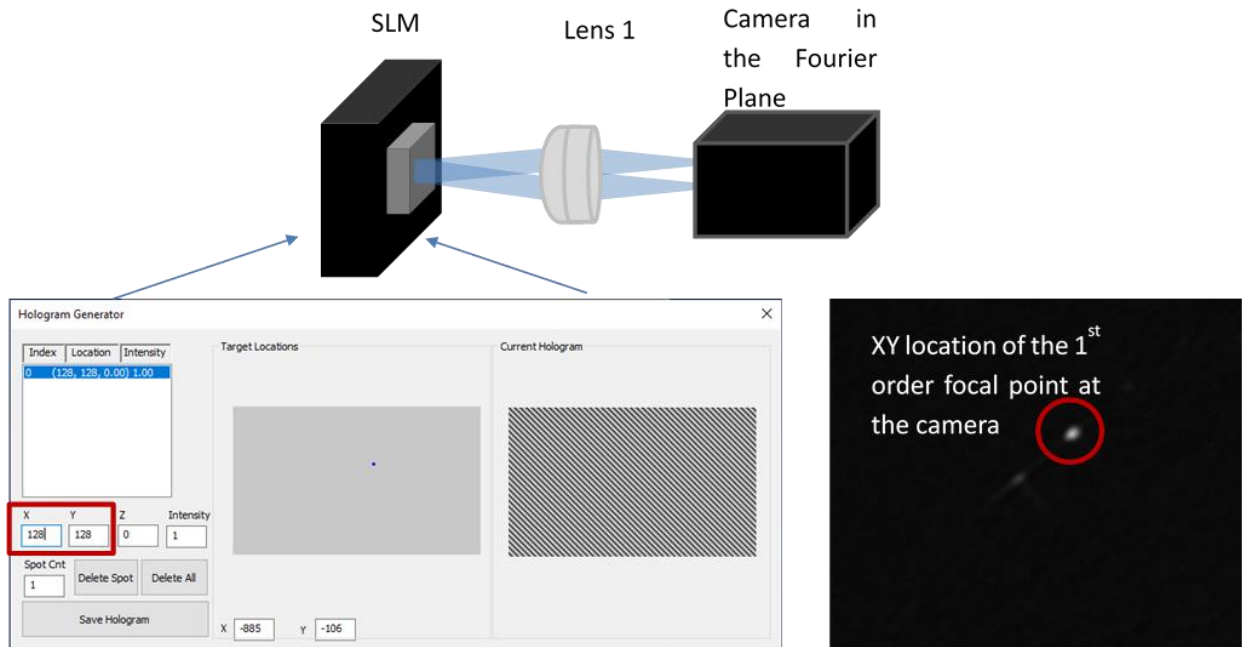 SLM
Lens 1
Camera in
the Fourier
Plane
Hologram Generator
Index Location Intensity
0 (128, 128, 0.00) 1.00
X Y Z Intensity
128 128 0 1
Spot Cnt
1 Delete Spot Delete All
Save Hologram
Target Locations
X -885 Y -106
Current Hologram
XY location of the 1st
order focal point at
the camera